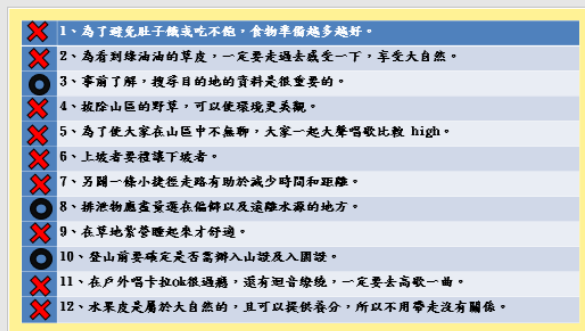 1、為了避免肚子餓或吃不飽，食物準備越多越好。
2、為看到綠油油的草皮，一定要走過去感受一下，享受大自然。
3、事前了解，搜尋目的地的資料是很重要的。
4、拔除山區的野草，可以使環境更美觀。
5、為了使大家在山區中不無聊，大家一起大聲唱歌比較 high。
6、上坡者要禮讓下坡者。
7、另闢一條小捷徑走路有助於減少時間和距離。
8、排泄物應盡量選在偏僻以及遠離水源的地方。
9、在草地紮營睡起來才舒適。
10、登山前要確定是否需辦入山證及入園證。
11、在戶外唱卡拉ok很過癮，還有迴音繚繞，一定要去高歌一曲。
12、水果皮是屬於大自然的，且可以提供養分，所以不用帶走沒有關係。